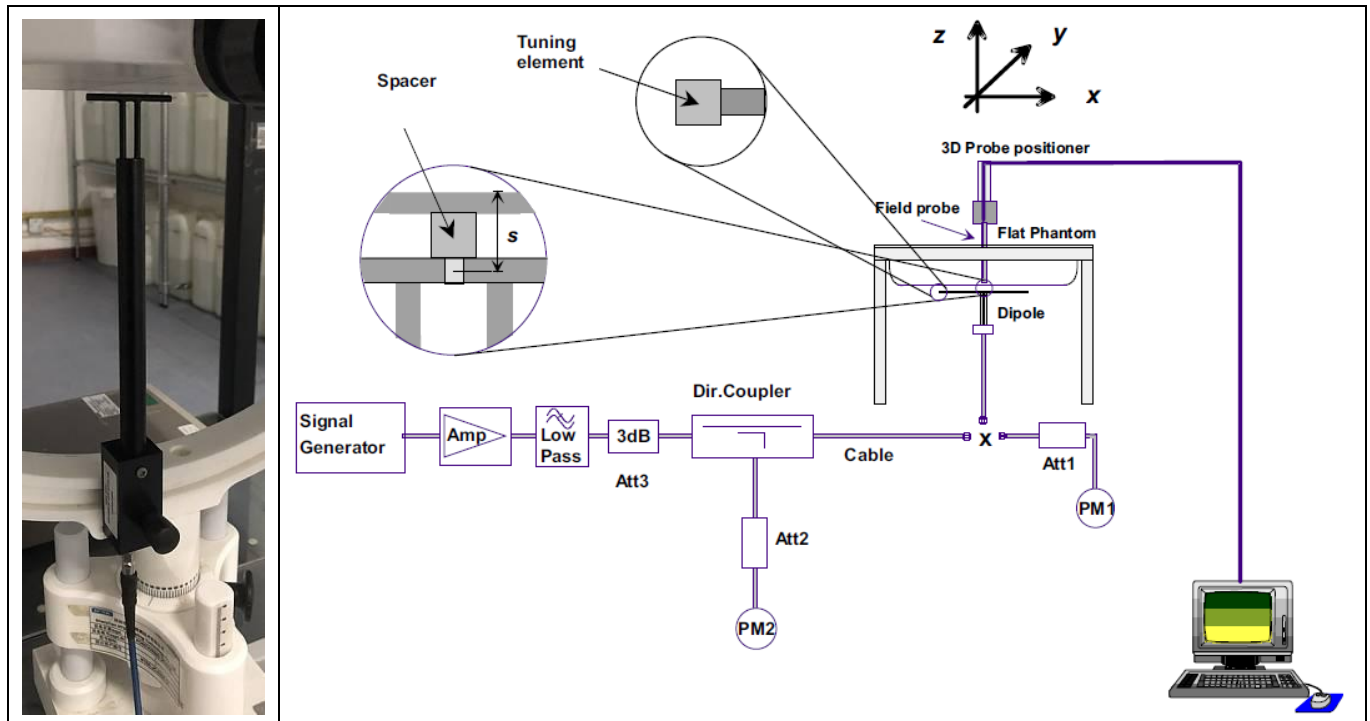 Tuning
element
Spacer
s
z
y
x
3D Probe positioner
Field probe
Flat Phantom
Dipole
Signal
Generator
Amp
Low
Pass
3dB
Att3
Dir.Coupler
Cable
x
Att1
PM1
Att2
PM2